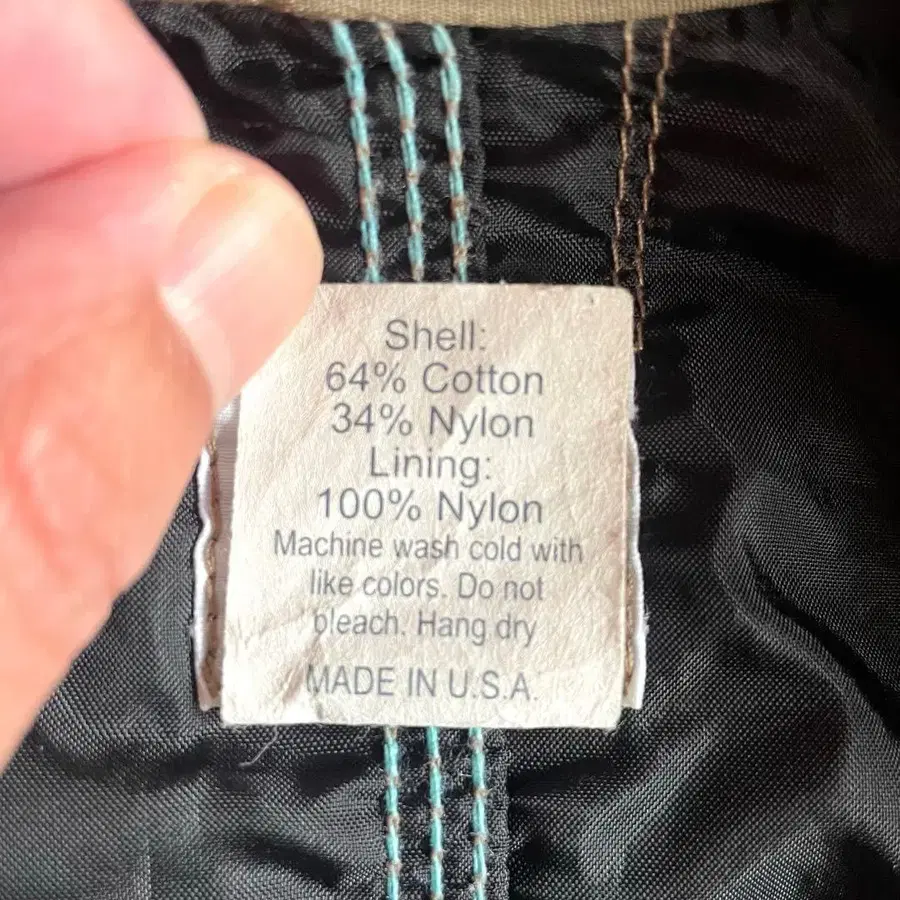 Shell:
64% Cotton
34% Nylon
Lining:
100% Nylon
Machine wash cold with
like colors. Do not
bleach. Hang dry
MADE IN U.S.A.